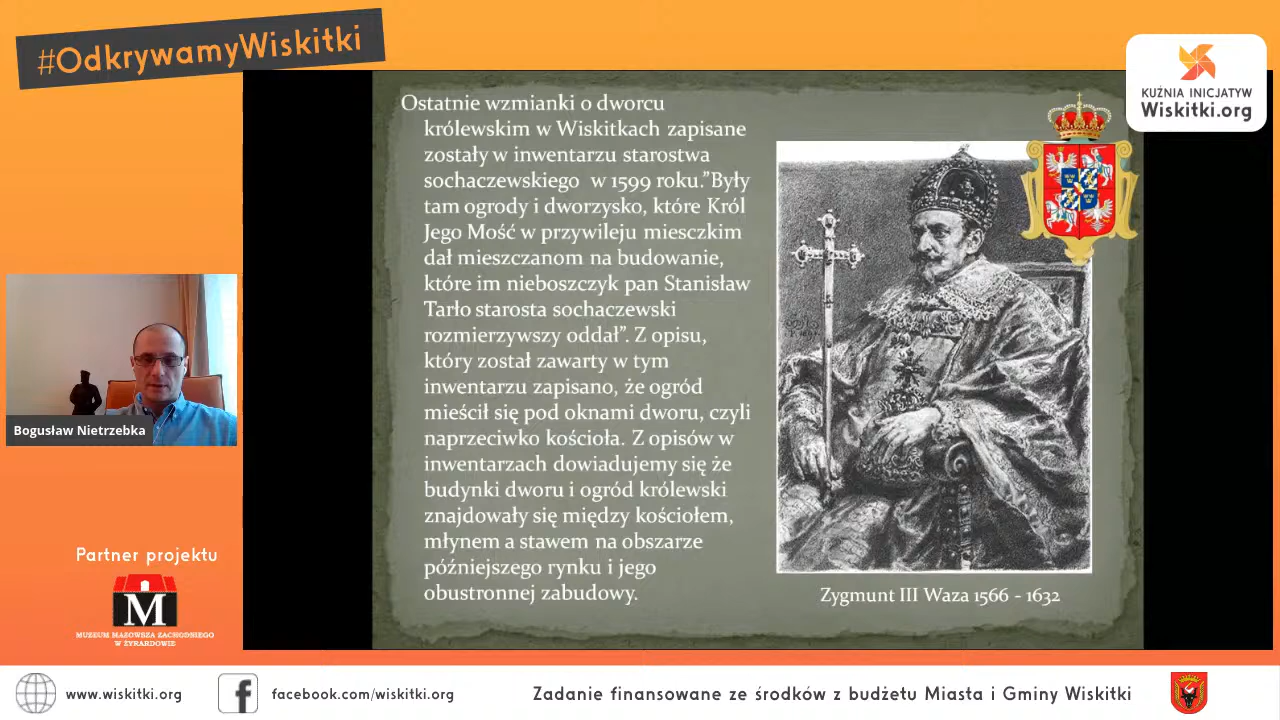 #OdkrywamyWiskitki
KUŹNIA INICJATYW
Wiskitki.org
Ostatnie wzmianki o dworcu
królewskim w Wiskitkach zapisane
zostały w inwentarzu starostwa
sochaczewskiego w 1599 roku.”Były
tam ogrody i dworzysko, które Król
Jego Mość w przywileju miesczkim
dał mieszczanom na budowanie,
które im nieboszczyk pan Stanisław
Tarło starosta sochaczewski
rozmierzywszy oddał”. Z opisu,
który został zawarty w tym
inwentarzu zapisano, że ogród
mieścił się pod oknami dworu, czyli
naprzeciwko kościoła. Z opisów w
inwentarzach dowiadujemy się że
budynki dworu i ogród królewski
znajdowały się między kościołem,
młynem a stawem na obszarze
późniejszego rynku i jego
obustronnej zabudowy.
Zygmunt III Waza 1566 - 1632
Bogusław Nietrzebka
Partner projektu
M
MUZEUM MAZOWSZA ZACHODNIEGO
W ŻYRARDOWIE
www.wiskitki.org
facebook.com/wiskitki.org
Zadanie finansowane ze środków z budżetu Miasta i Gminy Wiskitki